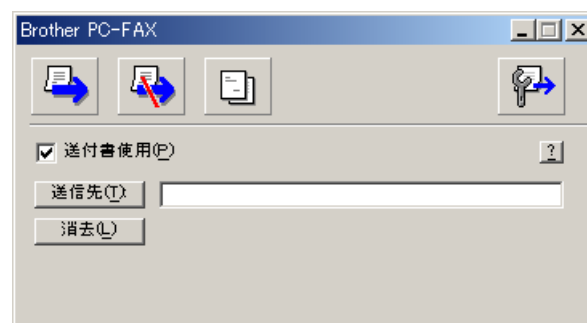 Brother PC-FAX
送付書使用(P)
?
送信先(T):
消去(L)